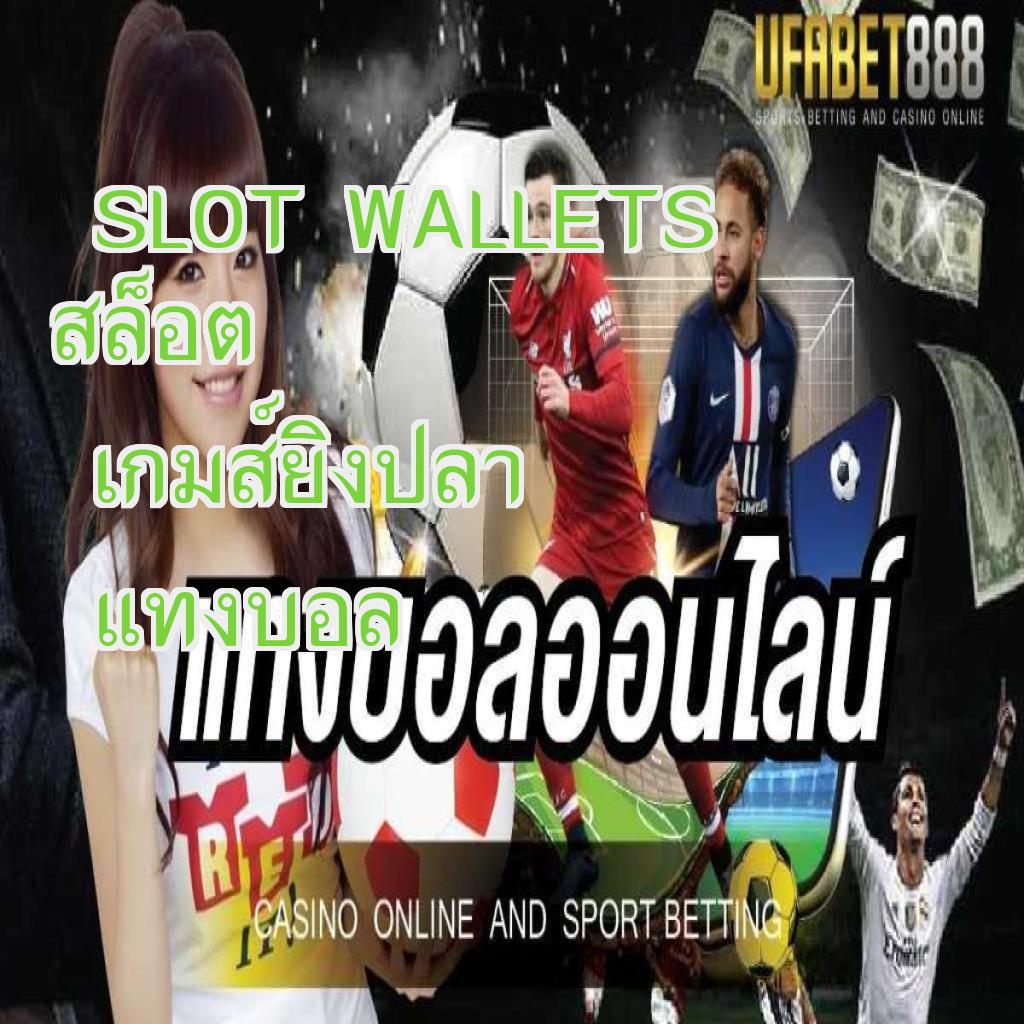 UFABET888
SPORTS BETTING AND CASINO ONLINE
SLOT WALLETS
สล็อต
เกมส์ยิงปลา
แทงบอล
แทงบอลออนไลน์
CASINO ONLINE AND SPORT BETTING